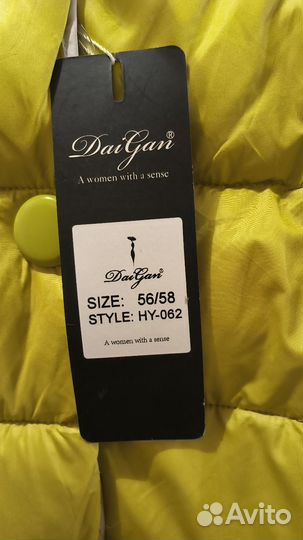 DaiGan®
A women with a sense
DaiGan®
SIZE: 56/58
STYLE: HY-062
A women with a sense
Avito